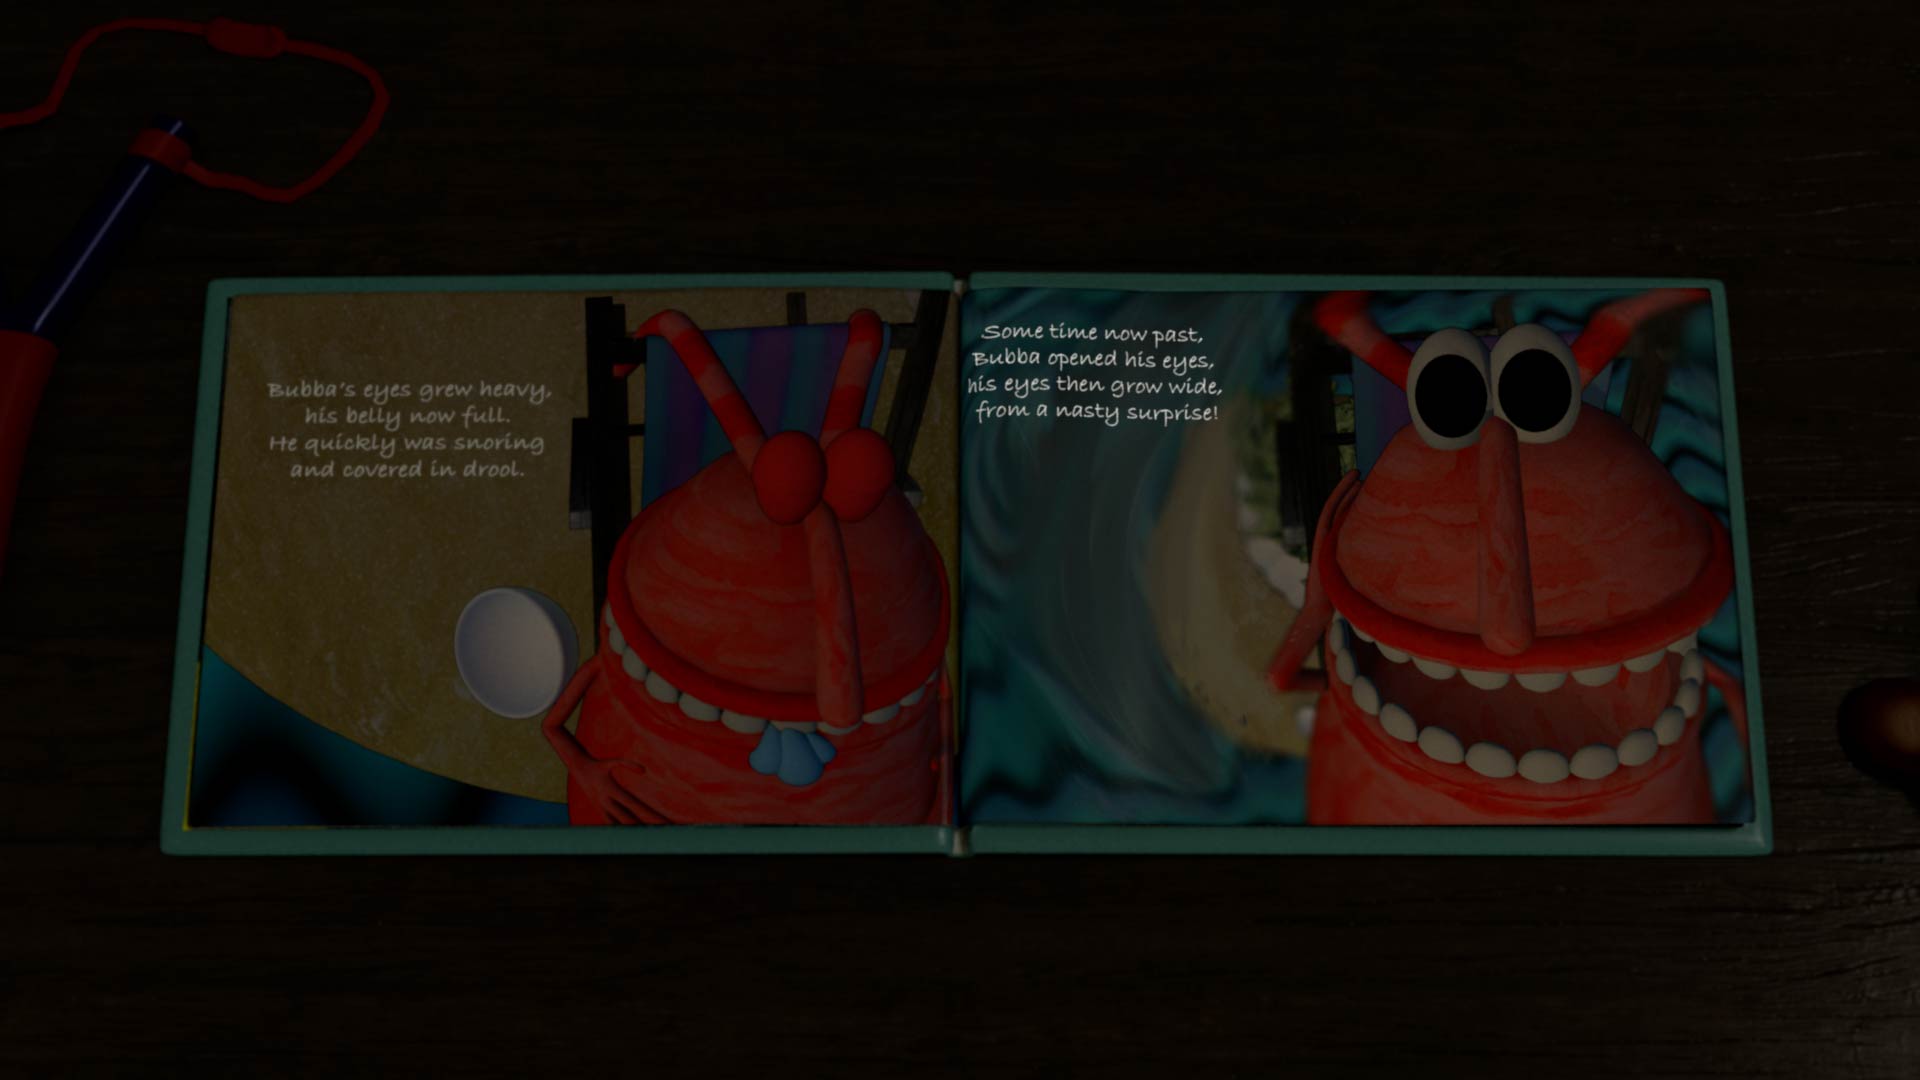 Bubba's eyes grew heavy,
his belly now full.
He quickly was snoring
and covered in drool.
Some time now past,
Bubba opened his eyes,
his eyes then grow wide,
from a nasty surprise!